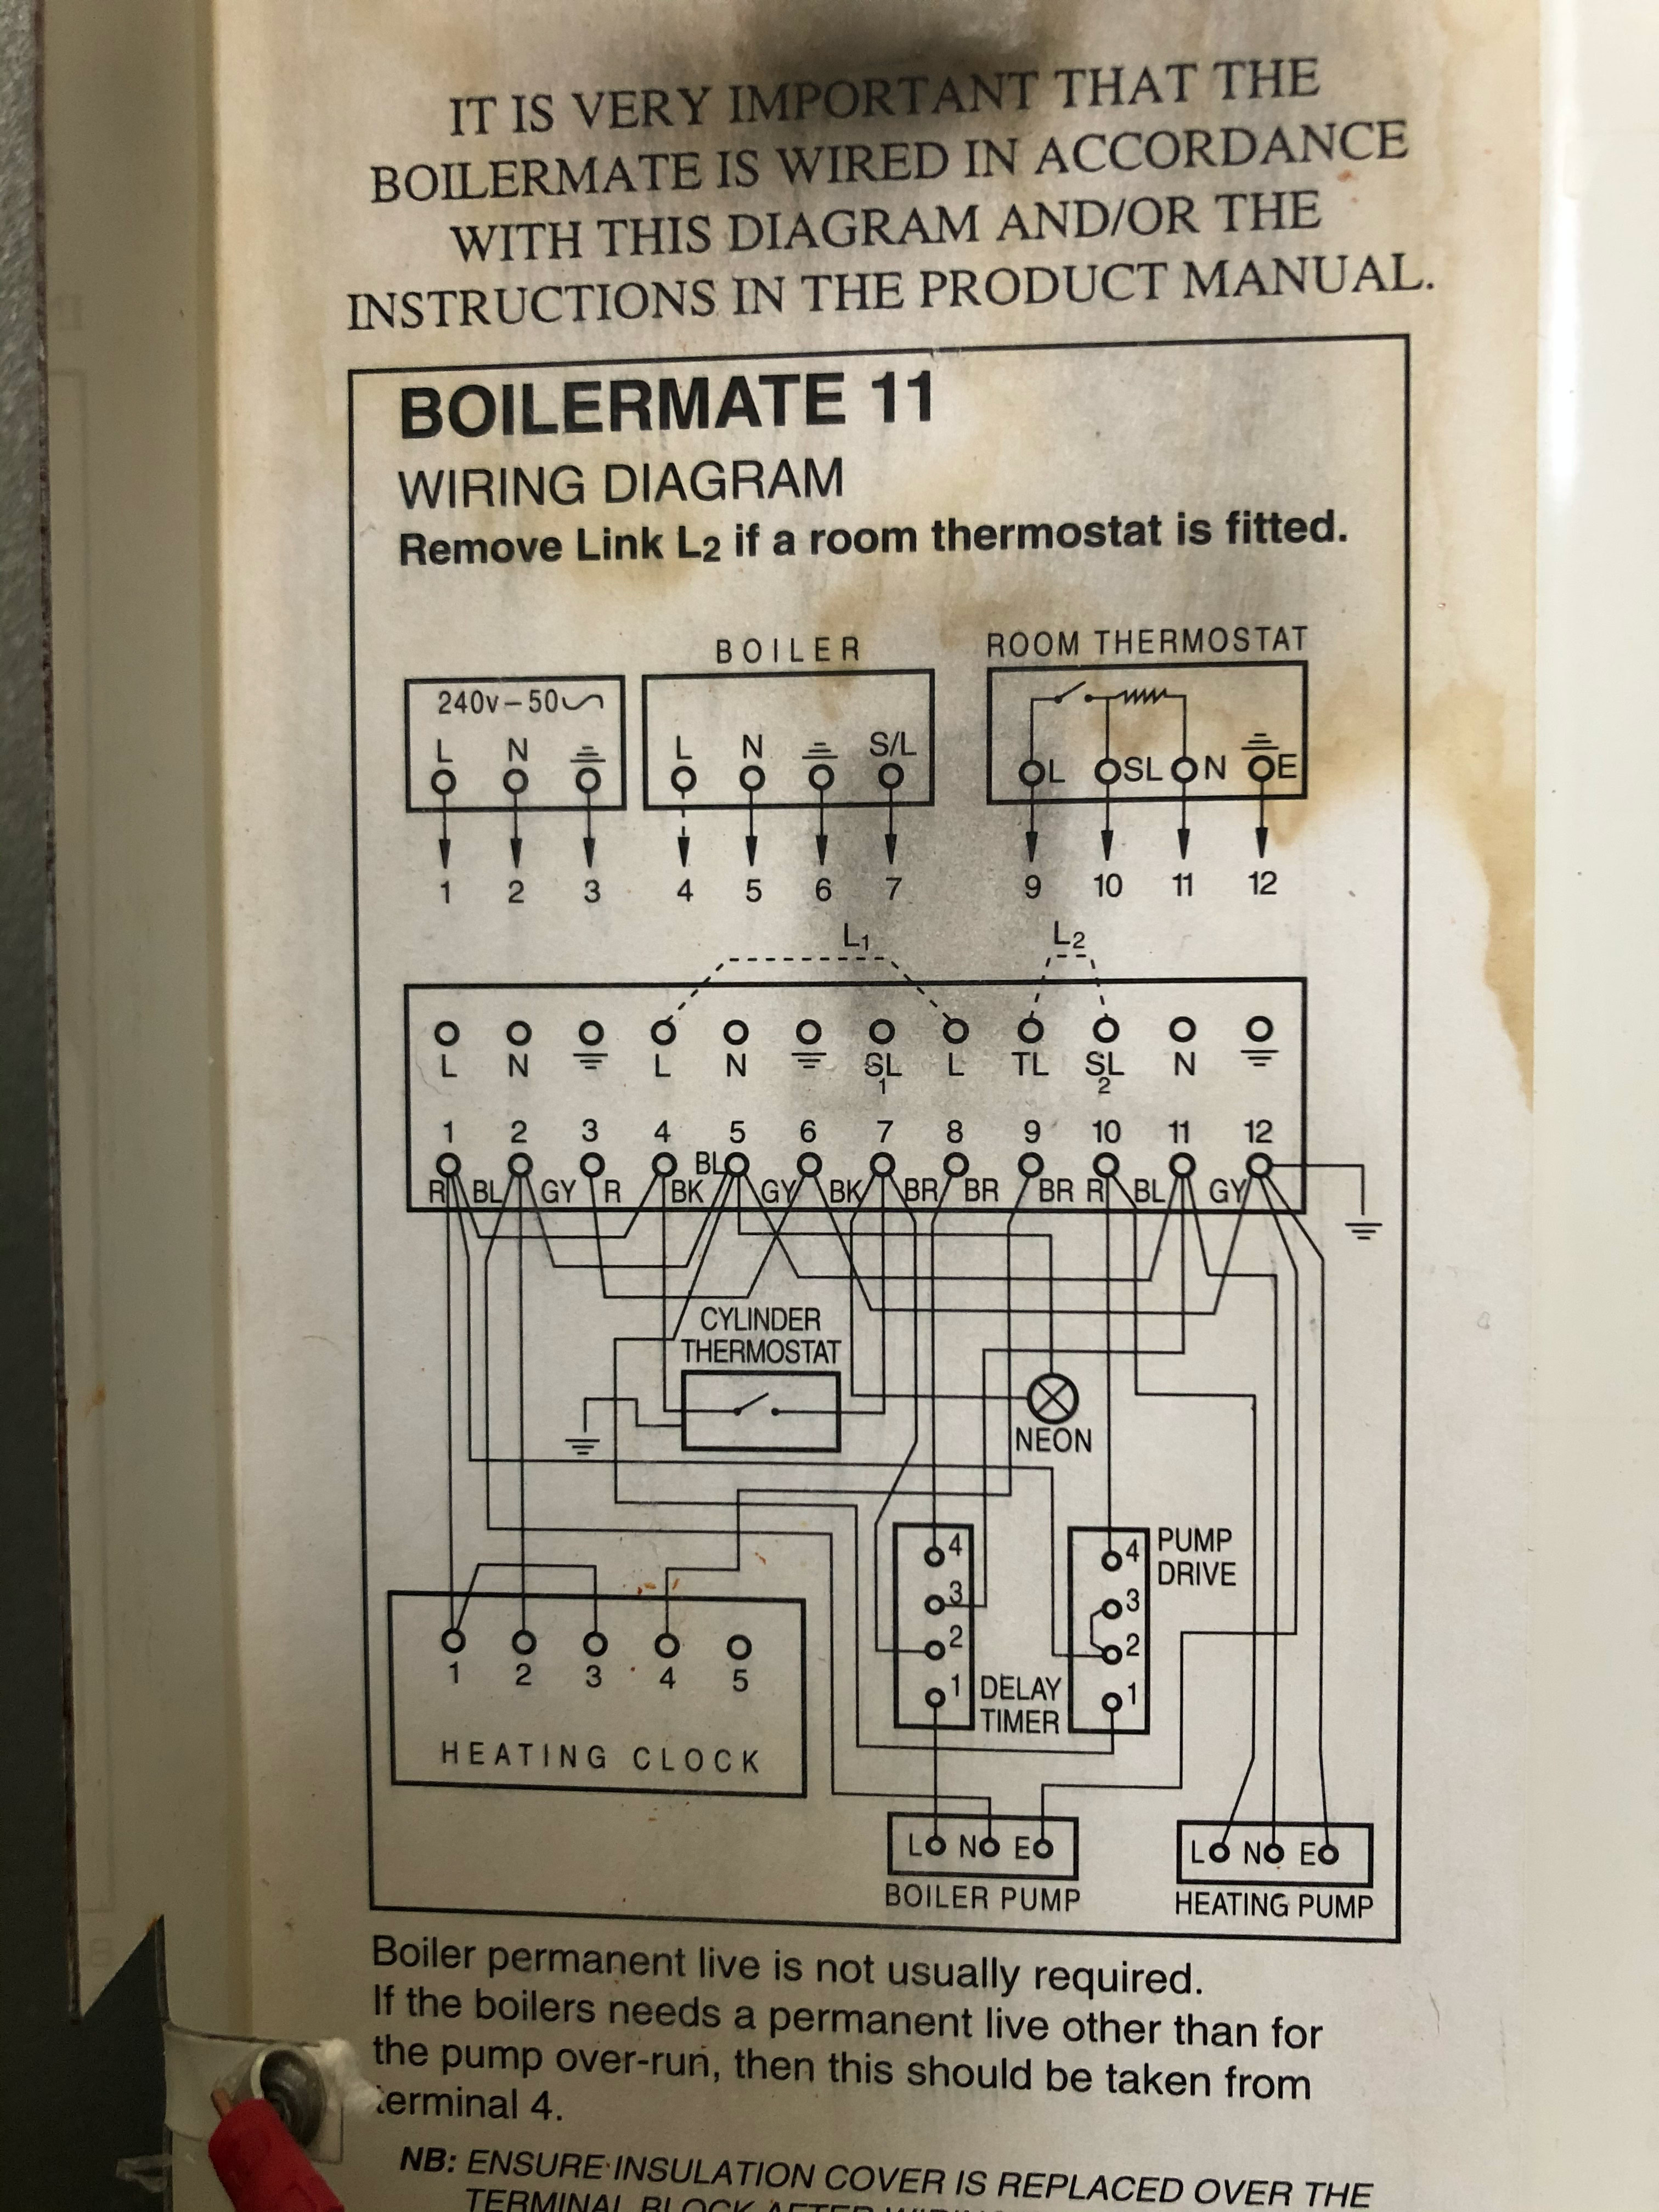 IT IS VERY IMPORTANT THAT THE
BOILERMATE IS WIRED IN ACCORDANCE
WITH THIS DIAGRAM AND/OR THE
INSTRUCTIONS IN THE PRODUCT MANUAL.
BOILERMATE 11
WIRING DIAGRAM
Remove Link L2 if a room thermostat is fitted.
BOILER
ROOM THERMOSTAT
240v – 50
L N
L N S/L
L SL N E
1 2 3 4 5 6 7 9 10 11 12
L1 L2
L N L N SL1 L TL SL2 N
1 2 3 4 5 6 7 8 9 10 11 12
R BL GY R BK BL GY BK BR BR BR R BL GY
CYLINDER
THERMOSTAT
NEON
4
3
2
1
DELAY
TIMER
4
3
2
1
PUMP
DRIVE
1 2 3 4 5
HEATING CLOCK
L N E
BOILER PUMP
L N E
HEATING PUMP
Boiler permanent live is not usually required.
If the boilers needs a permanent live other than for
the pump over-run, then this should be taken from
terminal 4.
NB: ENSURE INSULATION COVER IS REPLACED OVER THE
TERMINAL BLOCK AFTER WIRING